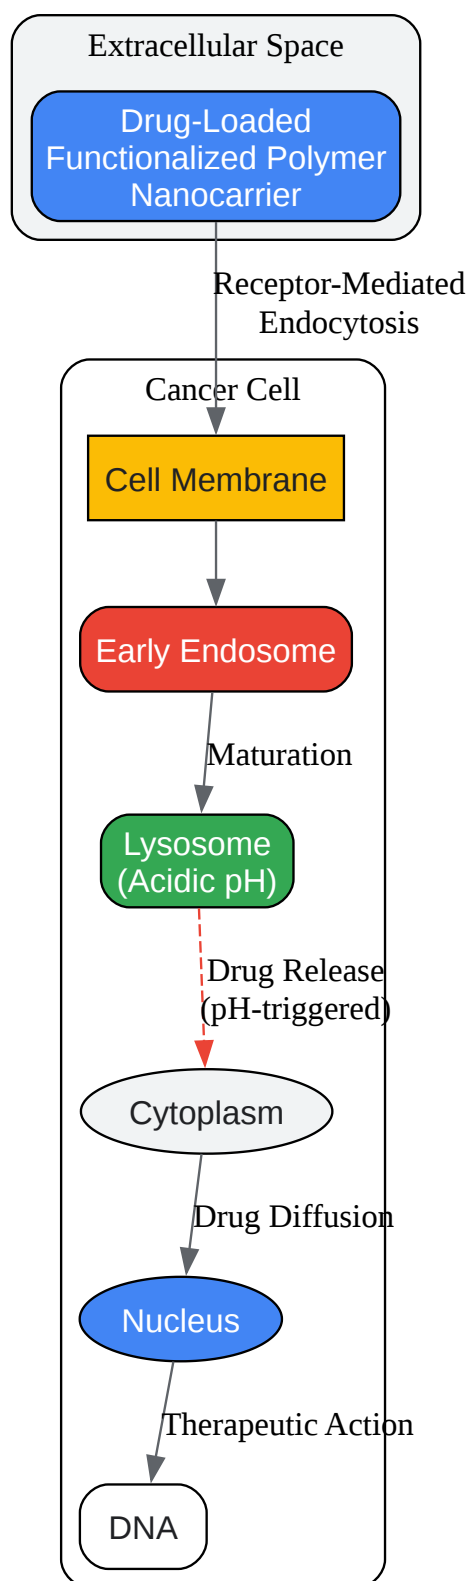 Extracellular Space
Drug-Loaded
Functionalized Polymer
Nanocarrier
Receptor-Mediated
Endocytosis
Cancer Cell
Cell Membrane
Early Endosome
Maturation
Lysosome
(Acidic pH)
Drug Release
(pH-triggered)
Cytoplasm
Drug Diffusion
Nucleus
Therapeutic Action
DNA